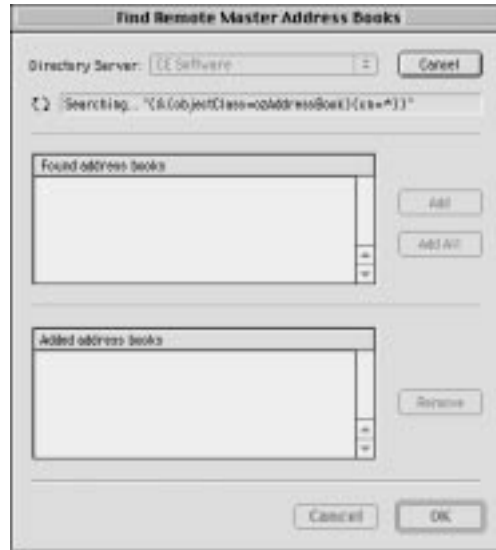 Find Remote Master Address Books
Directory Server: CE Software Cancel
Searching... "(&(objectClass=ozAddressBook)(cn=*))"
Found address books
Add
Add All
Added address books
Remove
Cancel OK